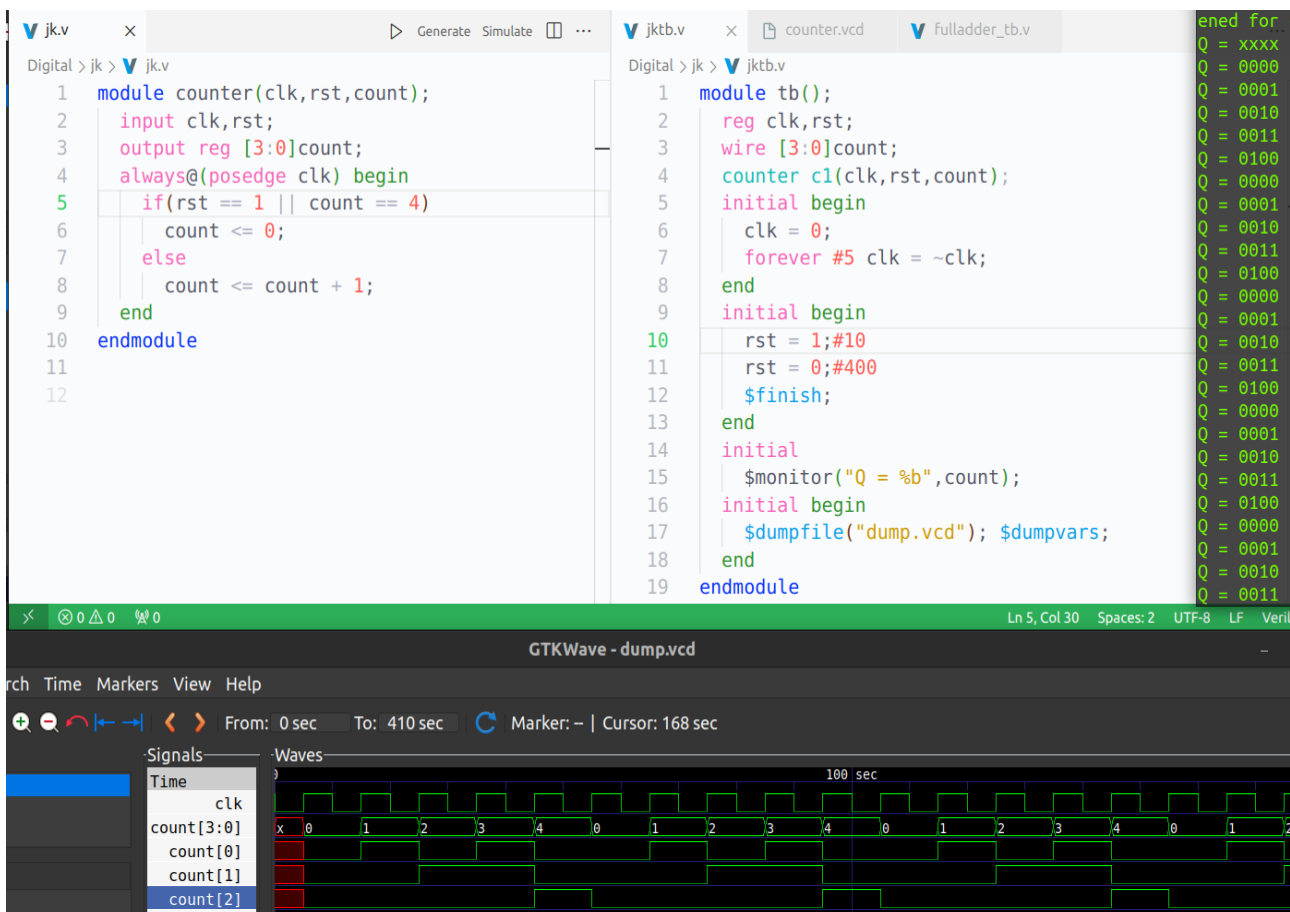 jk.v × Generate Simulate ···
Digital > jk > jk.v
1 module counter(clk,rst,count);
2 input clk,rst;
3 output reg [3:0]count;
4 always@(posedge clk) begin
5 if(rst == 1 || count == 4)
6 count <= 0;
7 else
8 count <= count + 1;
9 end
10 endmodule
11
12
jktb.v × counter.vcd fulladder_tb.v
Digital > jk > jktb.v
1 module tb();
2 reg clk,rst;
3 wire [3:0]count;
4 counter c1(clk,rst,count);
5 initial begin
6 clk = 0;
7 forever #5 clk = ~clk;
8 end
9 initial begin
10 rst = 1;#10
11 rst = 0;#400
12 $finish;
13 end
14 initial
15 $monitor("Q = %b",count);
16 initial begin
17 $dumpfile("dump.vcd"); $dumpvars;
18 end
19 endmodule
ened for
Q = xxxx
Q = 0000
Q = 0001
Q = 0010
Q = 0011
Q = 0100
Q = 0000
Q = 0001
Q = 0010
Q = 0011
Q = 0100
Q = 0000
Q = 0001
Q = 0010
Q = 0011
Q = 0100
Q = 0000
Q = 0001
Q = 0010
Q = 0011
Q = 0100
Q = 0000
Q = 0001
Q = 0010
Q = 0011
0 0 0 Ln 5, Col 30 Spaces: 2 UTF-8 LF Veril
GTKWave - dump.vcd
rch Time Markers View Help
From: 0 sec To: 410 sec Marker: -- | Cursor: 168 sec
Signals Waves
Time 0 100 sec
clk
count[3:0] x 0 1 2 3 4 0 1 2 3 4 0 1 2 3 4 0 1 2
count[0]
count[1]
count[2]